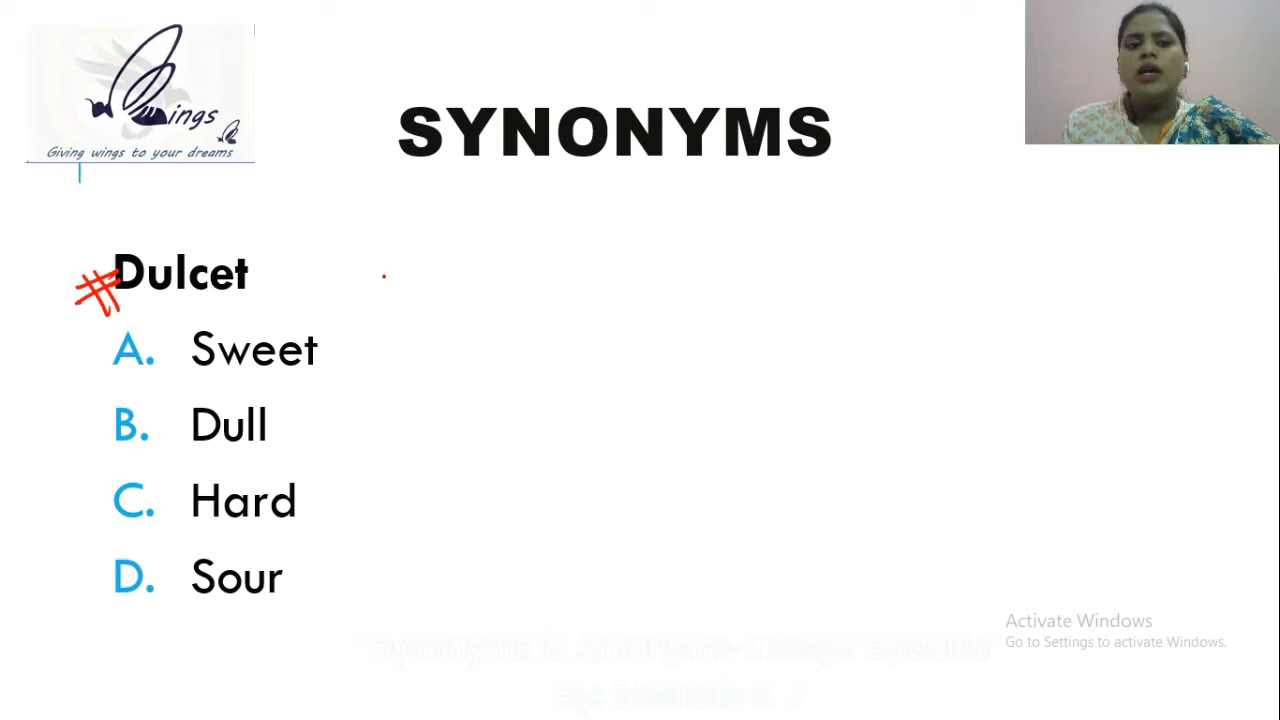 wings
Giving wings to your dreams
SYNONYMS
# Dulcet
A. Sweet
B. Dull
C. Hard
D. Sour
Activate Windows
Go to Settings to activate Windows.